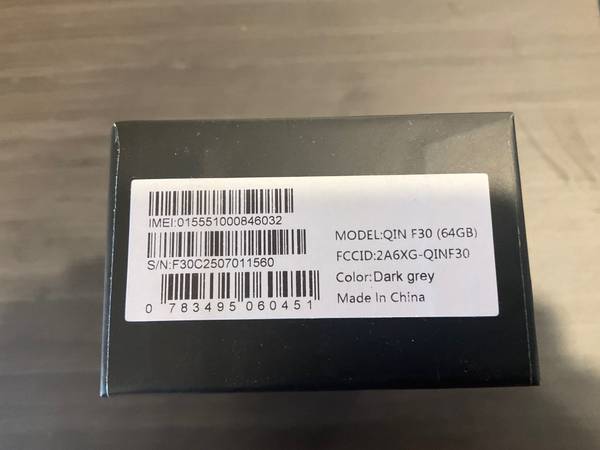 IMEI:015551000846032
S/N:F30C2507011560
0 783495 060451
MODEL:QIN F30 (64GB)
FCCID:2A6XG-QINF30
Color:Dark grey
Made In China